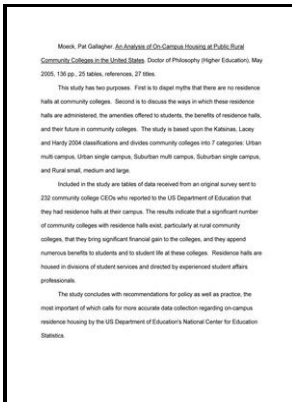 Moeck, Pat Gallagher. An Analysis of On-Campus Housing at Public Rural
Community Colleges in the United States. Doctor of Philosophy (Higher Education), May
2005, 136 pp., 25 tables, references, 27 titles.
This study has two purposes. First is to dispel myths that there are no residence
halls at community colleges. Second is to discuss the ways in which these residence
halls are administered, the amenities offered to students, the benefits of residence halls,
and their future in community colleges. The study is based upon the Katsinas, Lacey
and Hardy 2004 classifications and divides community colleges into 7 categories: Urban
multi campus, Urban single campus, Suburban multi campus, Suburban single campus,
and Rural small, medium and large.
Included in the study are tables of data received from an original survey sent to
232 community college CEOs who reported to the US Department of Education that
they had residence halls at their campus. The results indicate that a significant number
of community colleges with residence halls exist, particularly at rural community
colleges, that they bring significant financial gain to the colleges, and they append
numerous benefits to students and to student life at these colleges. Residence halls are
housed in divisions of student services and directed by experienced student affairs
professionals.
The study concludes with recommendations for policy as well as practice, the
most important of which calls for more accurate data collection regarding on-campus
residence housing by the US Department of Education's National Center for Education
Statistics.